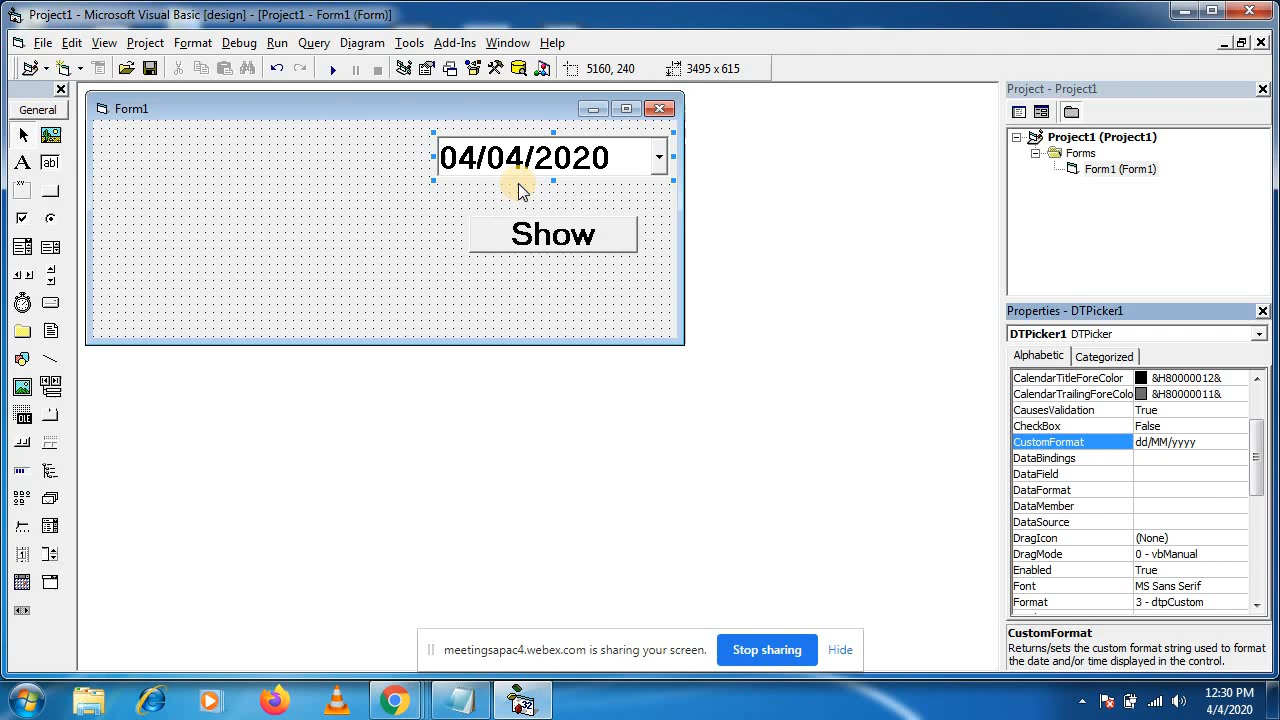 Project1 - Microsoft Visual Basic [design] - [Project1 - Form1 (Form)]
File Edit View Project Format Debug Run Query Diagram Tools Add-Ins Window Help
5160, 240 3495 x 615
General
Form1
04/04/2020
Show
Project - Project1
Project1 (Project1)
Forms
Form1 (Form1)
Properties - DTPicker1
DTPicker1 DTPicker
Alphabetic Categorized
CalendarTitleForeColor &H80000012&
CalendarTrailingForeColo &H80000011&
CausesValidation True
CheckBox False
CustomFormat dd/MM/yyyy
DataBindings
DataField
DataFormat
DataMember
DataSource
DragIcon (None)
DragMode 0 - vbManual
Enabled True
Font MS Sans Serif
Format 3 - dtpCustom
CustomFormat
Returns/sets the custom format string used to format
the date and/or time displayed in the control.
meetingsapac4.webex.com is sharing your screen. Stop sharing Hide
12:30 PM
4/4/2020